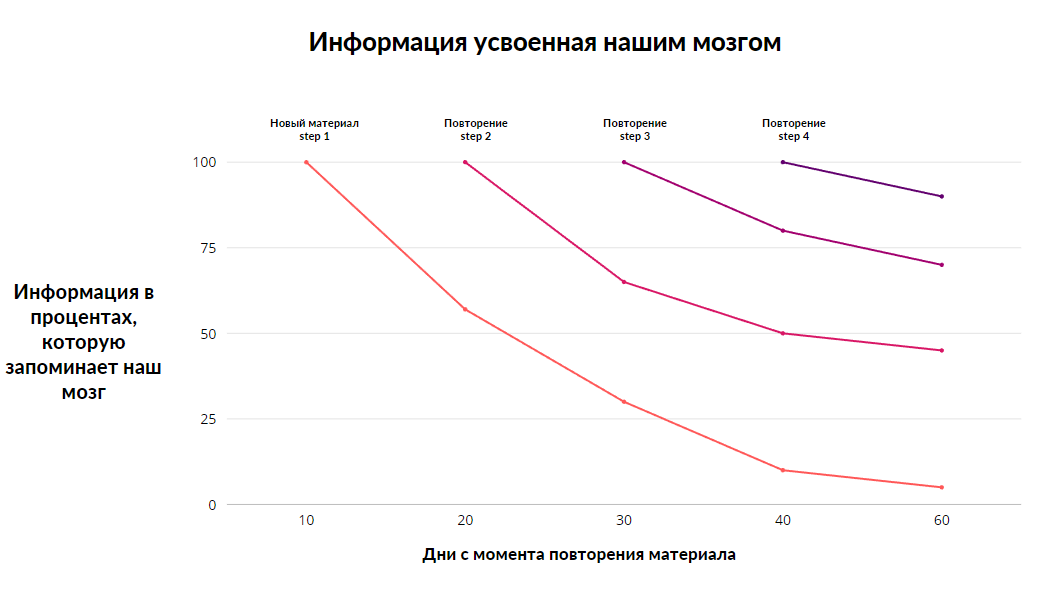 Информация усвоенная нашим мозгом
Новый материал
step 1
Повторение
step 2
Повторение
step 3
Повторение
step 4
100
75
50
25
0
Информация в
процентах,
которую
запоминает наш
мозг
10
20
30
40
60
Дни с момента повторения материала